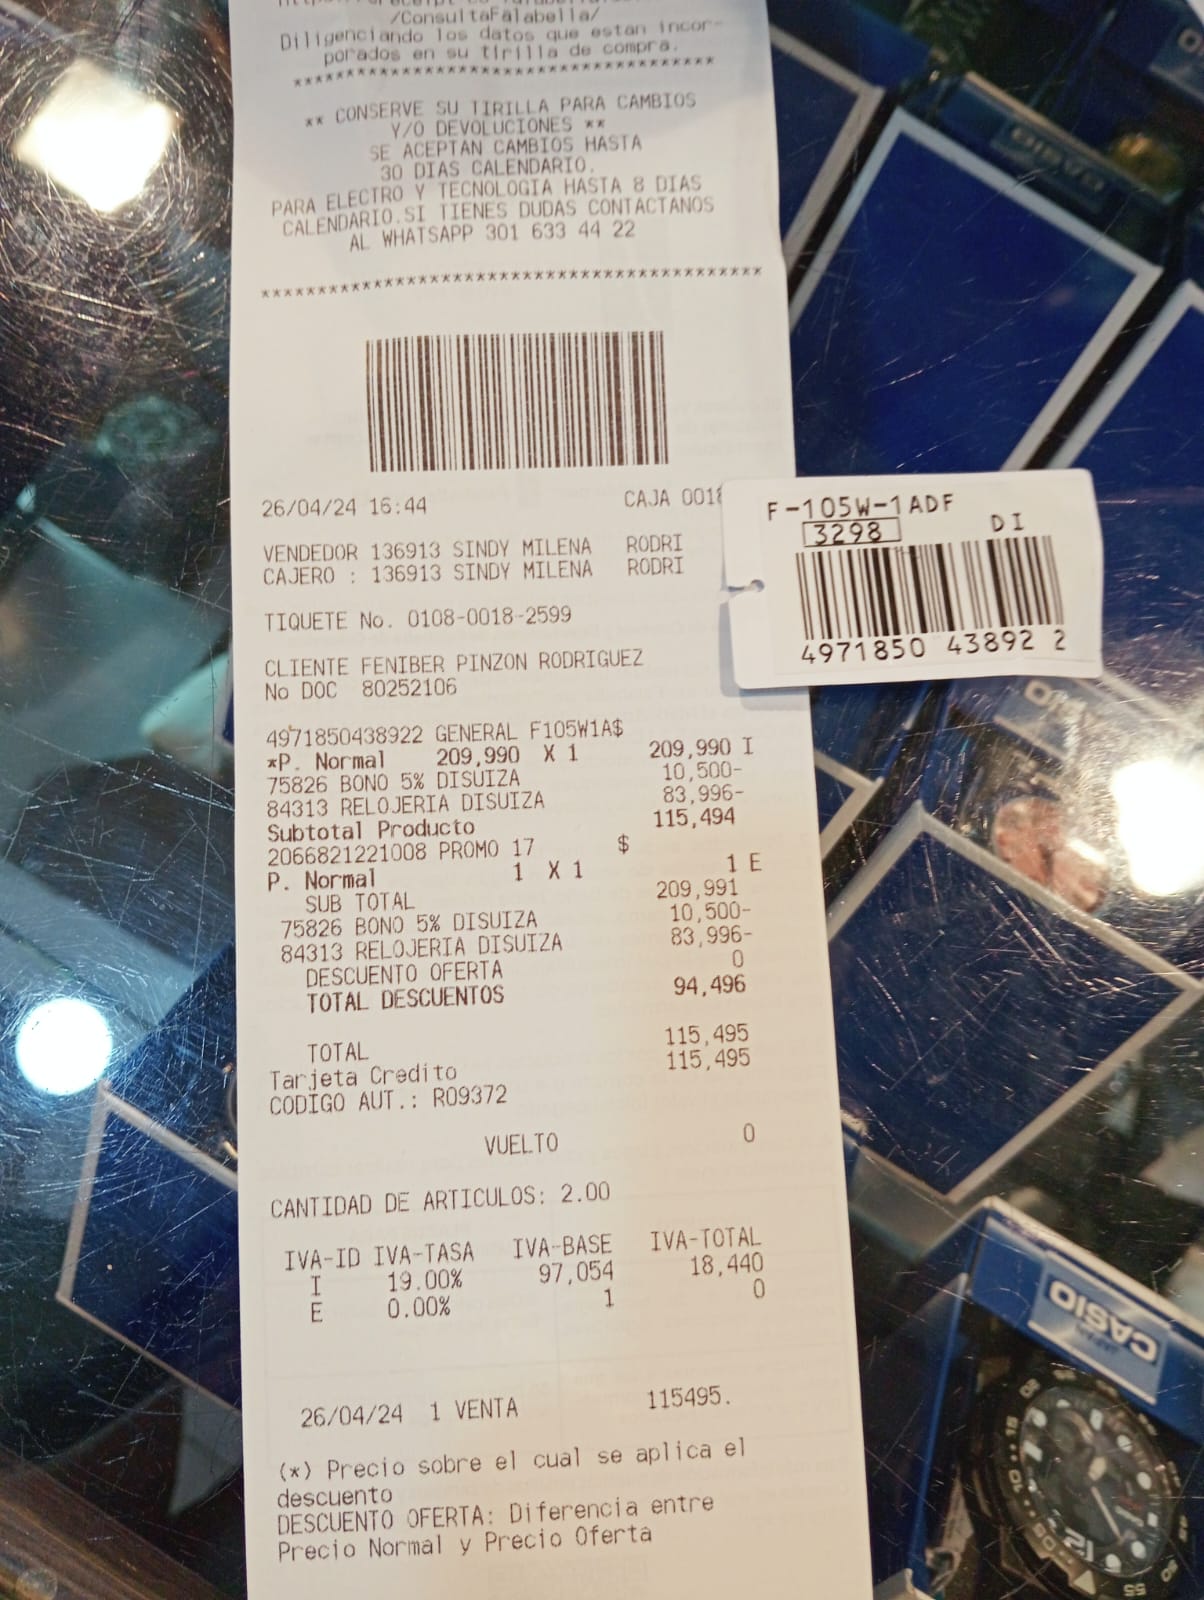 /ConsultaFalabella/
Diligenciando los datos que estan incor-
porados en su tirilla de compra.
****************************************
** CONSERVE SU TIRILLA PARA CAMBIOS
Y/O DEVOLUCIONES **
SE ACEPTAN CAMBIOS HASTA
30 DIAS CALENDARIO.
PARA ELECTRO Y TECNOLOGIA HASTA 8 DIAS
CALENDARIO.SI TIENES DUDAS CONTACTANOS
AL WHATSAPP 301 633 44 22
************************************************
26/04/24 16:44 CAJA 0018
VENDEDOR 136913 SINDY MILENA RODRI
CAJERO : 136913 SINDY MILENA RODRI
TIQUETE No. 0108-0018-2599
CLIENTE FENIBER PINZON RODRIGUEZ
No DOC 80252106
4971850438922 GENERAL F105W1A$
*P. Normal 209,990 X 1 209,990 I
75826 BONO 5% DISUIZA 10,500-
84313 RELOJERIA DISUIZA 83,996-
Subtotal Producto 115,494
2066821221008 PROMO 17 $
P. Normal 1 X 1 1 E
SUB TOTAL 209,991
75826 BONO 5% DISUIZA 10,500-
84313 RELOJERIA DISUIZA 83,996-
DESCUENTO OFERTA 0
TOTAL DESCUENTOS 94,496
TOTAL 115,495
Tarjeta Credito 115,495
CODIGO AUT.: R09372
VUELTO 0
CANTIDAD DE ARTICULOS: 2.00
IVA-ID IVA-TASA IVA-BASE IVA-TOTAL
I 19.00% 97,054 18,440
E 0.00% 1 0
26/04/24 1 VENTA 115495.
(*) Precio sobre el cual se aplica el
descuento
DESCUENTO OFERTA: Diferencia entre
Precio Normal y Precio Oferta
F-105W-1ADF
3298 DI
4971850 43892 2
CASIO
CASIO
JAPAN